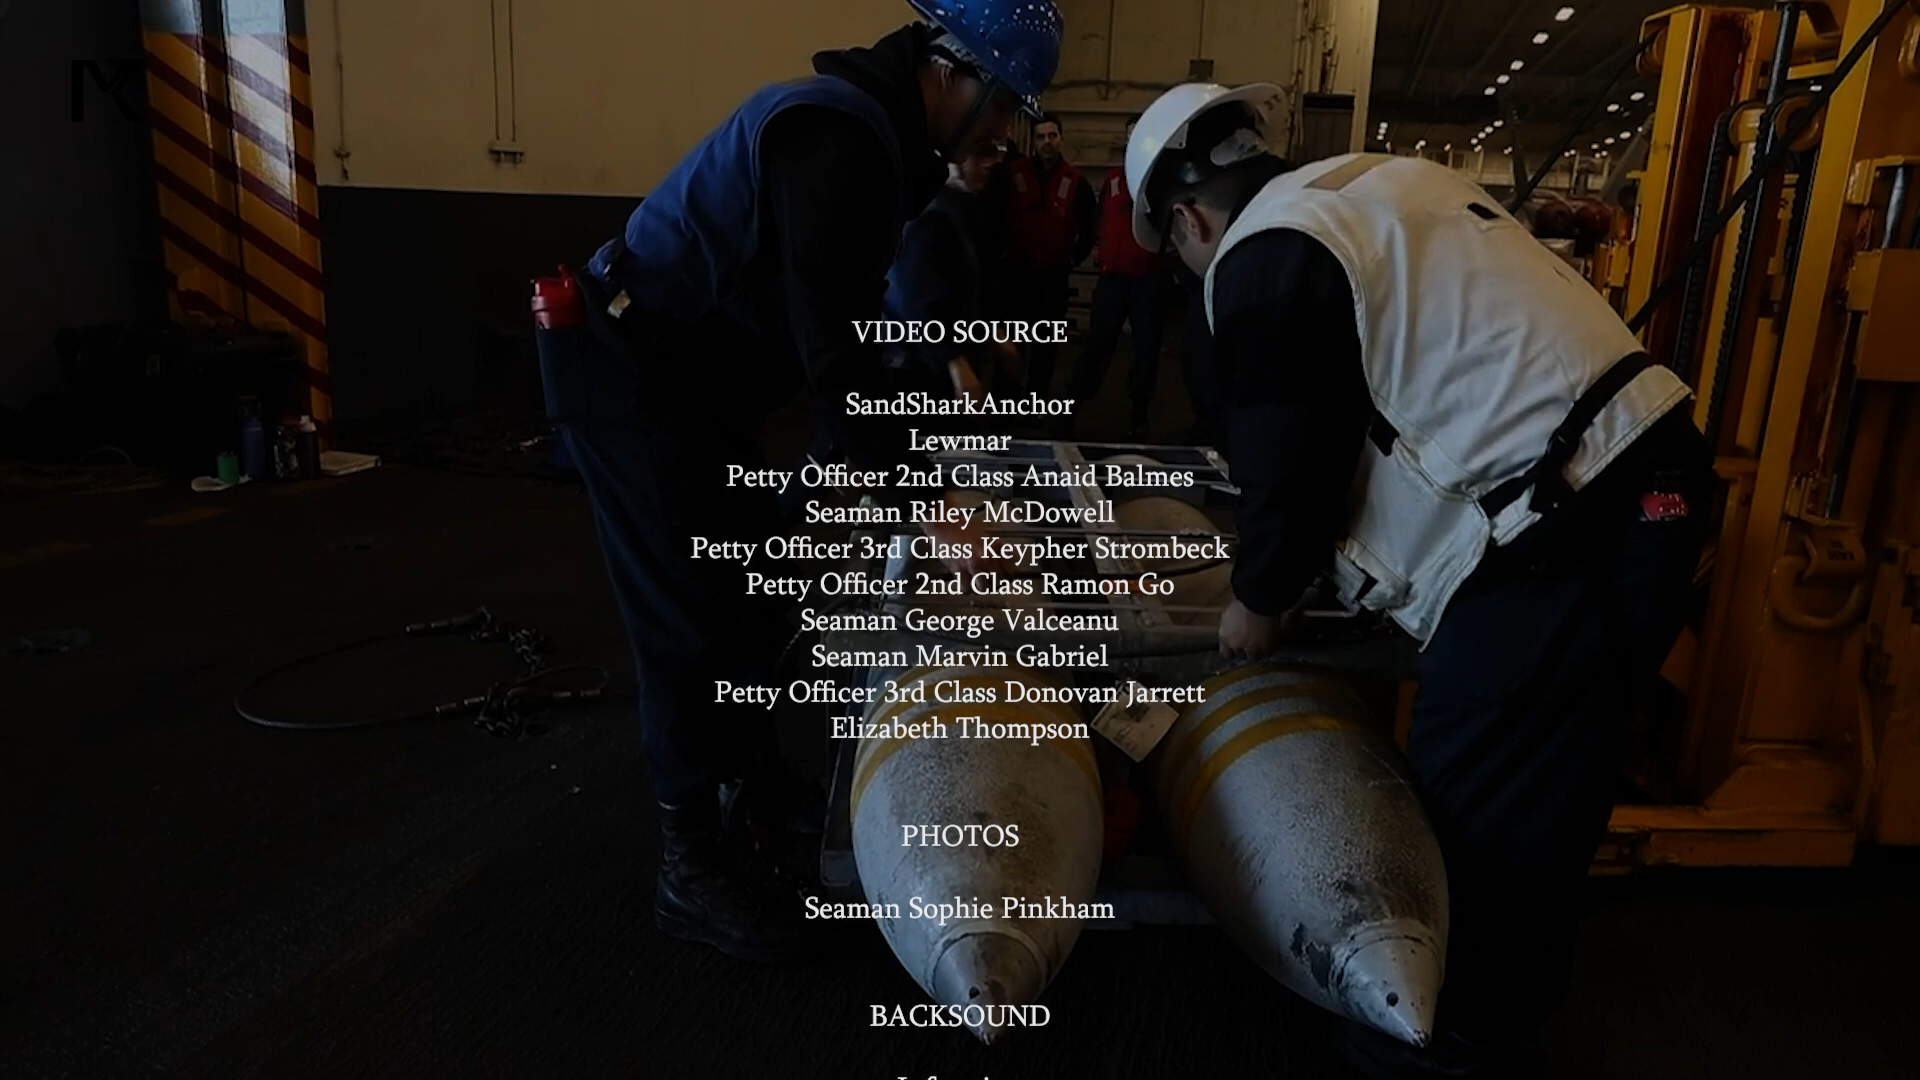 VIDEO SOURCE
SandSharkAnchor
Lewmar
Petty Officer 2nd Class Anaid Balmes
Seaman Riley McDowell
Petty Officer 3rd Class Keypher Strombeck
Petty Officer 2nd Class Ramon Go
Seaman George Valceanu
Seaman Marvin Gabriel
Petty Officer 3rd Class Donovan Jarrett
Elizabeth Thompson
PHOTOS
Seaman Sophie Pinkham
BACKSOUND